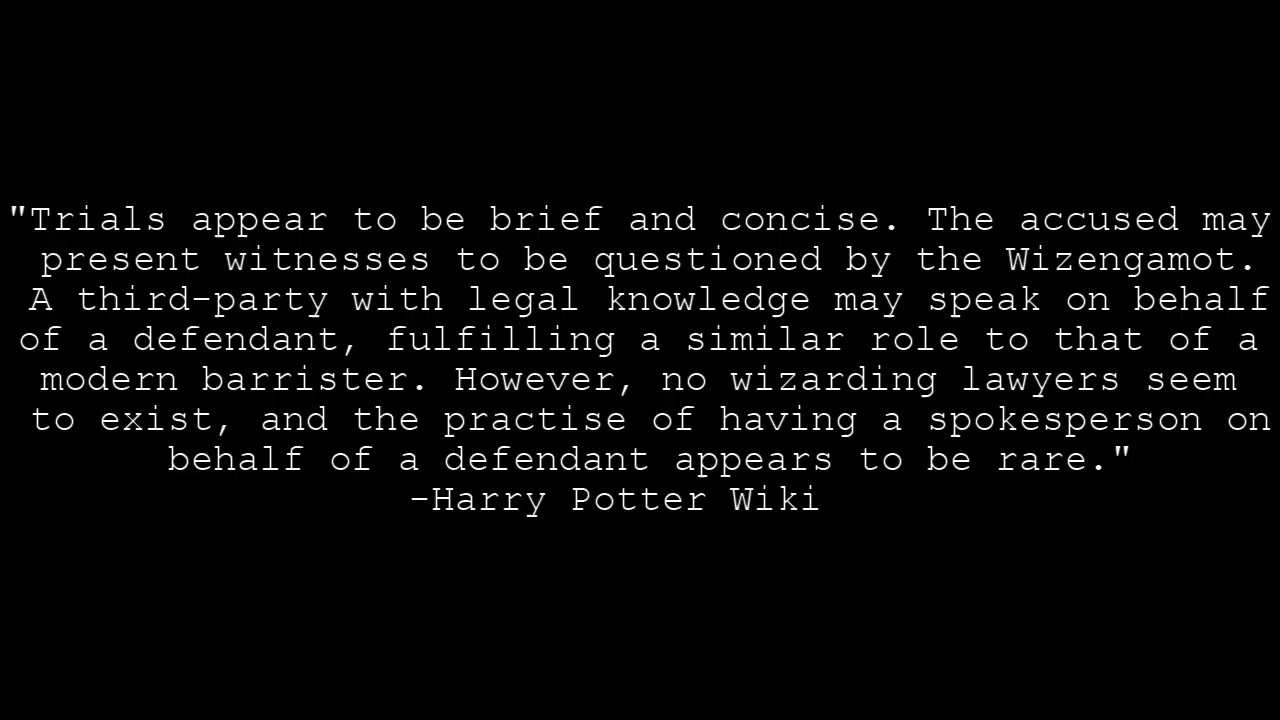 "Trials appear to be brief and concise. The accused may
present witnesses to be questioned by the Wizengamot.
A third-party with legal knowledge may speak on behalf
of a defendant, fulfilling a similar role to that of a
modern barrister. However, no wizarding lawyers seem
to exist, and the practise of having a spokesperson on
behalf of a defendant appears to be rare."
-Harry Potter Wiki